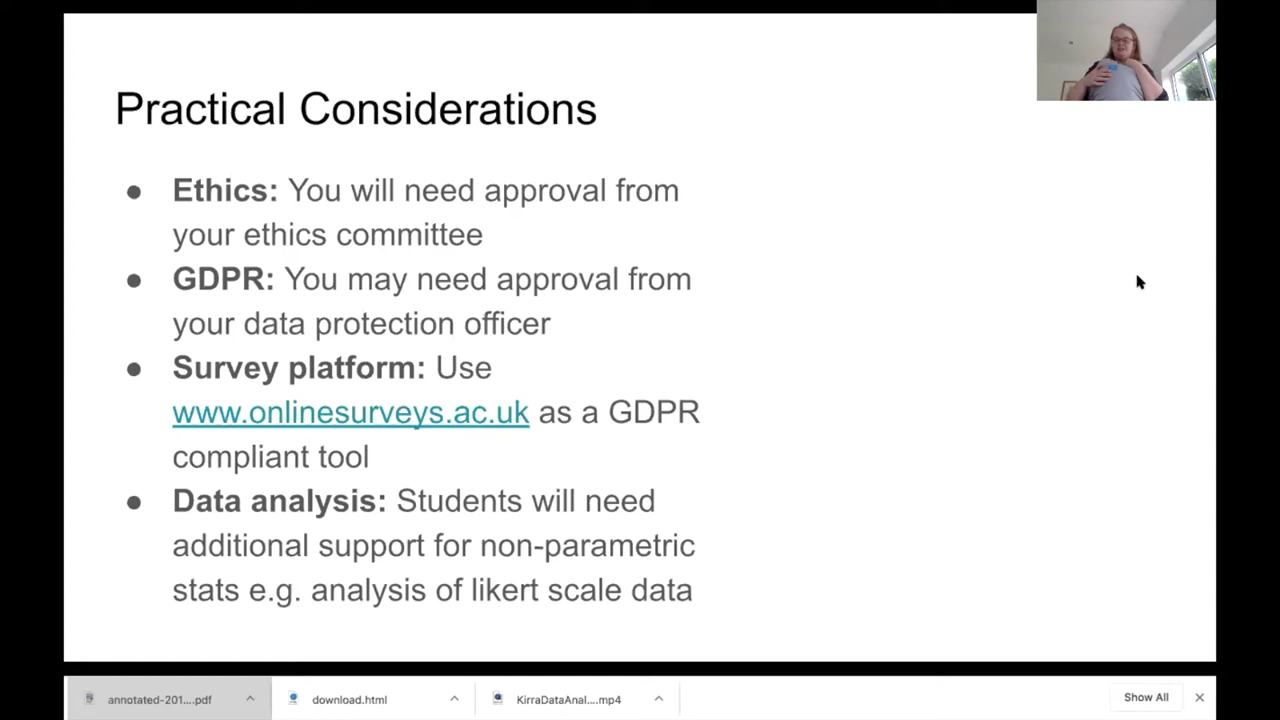 Practical Considerations
● Ethics: You will need approval from
your ethics committee
● GDPR: You may need approval from
your data protection officer
● Survey platform: Use
www.onlinesurveys.ac.uk as a GDPR
compliant tool
● Data analysis: Students will need
additional support for non-parametric
stats e.g. analysis of likert scale data
annotated-201....pdf
download.html
KirraDataAnal....mp4
Show All